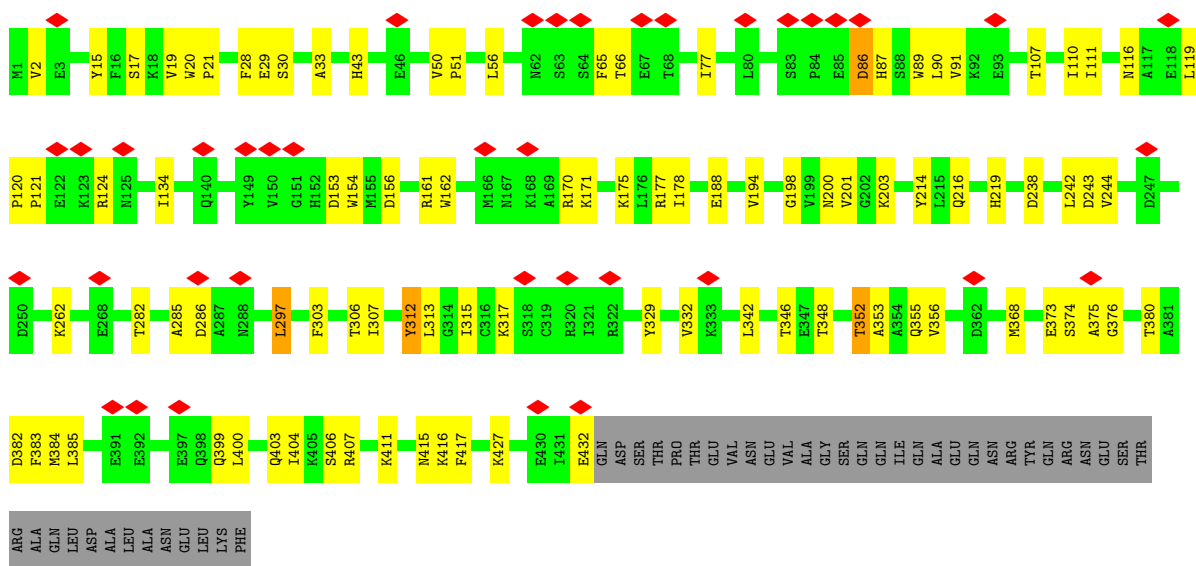 M1 V2 E3 Y15 F16 S17 K18 V19 W20 P21 F28 E29 S30 A33 H43 E46 V50 P51 L56 N62 S63 S64 F65 T66 E67 T68 I77 L80 S83 P84 E85 D86 H87 S88 W89 L90 V91 K92 E93 T107 I110 I111 N116 A117 E118 L119
P120 P121 E122 K123 R124 N125 I134 Q140 Y149 V150 G151 H152 D153 W154 M155 D156 R161 W162 M166 N167 K168 A169 R170 K171 K175 L176 R177 I178 E188 V194 G198 V199 N200 V201 G202 K203 Y214 L215 Q216 H219 D238 L242 D243 V244 D247
D250 K262 E268 T282 A285 D286 A287 N288 L297 F303 T306 I307 Y312 L313 G314 I315 C316 K317 S318 C319 R320 I321 R322 Y329 V332 K333 L342 T346 E347 T348 T352 A353 A354 Q355 V356 D362 M368 E373 S374 A375 G376 T380 A381
D382 F383 M384 L385 E391 E392 E397 Q398 Q399 L400 Q403 I404 K405 S406 R407 K411 N415 K416 F417 K427 E430 I431 E432 GLN ASP SER THR PRO THR GLU VAL ASN GLU VAL ALA GLY SER GLN GLN ILE GLN ALA GLU GLN ASN ARG TYR GLN ARG ASN GLU SER THR
ARG ALA GLN LEU ASP ALA LEU ALA ASN GLU LEU LYS PHE